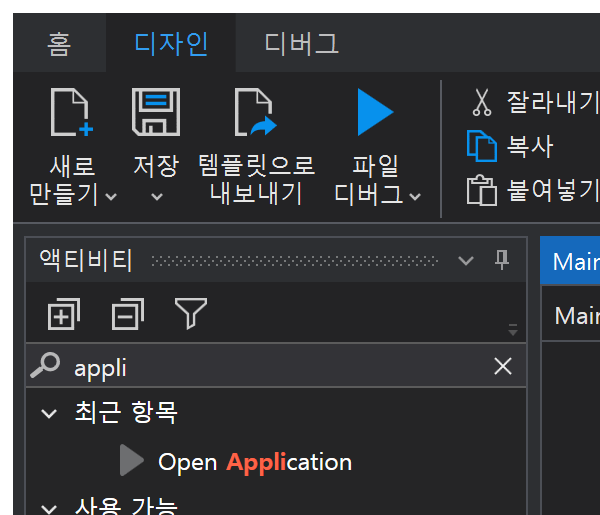 홈 디자인 디버그
새로 만들기
저장
템플릿으로 내보내기
파일 디버그
잘라내기
복사
붙여넣기
액티비티
Main
Main
appli
최근 항목
Open Application
사용 가능